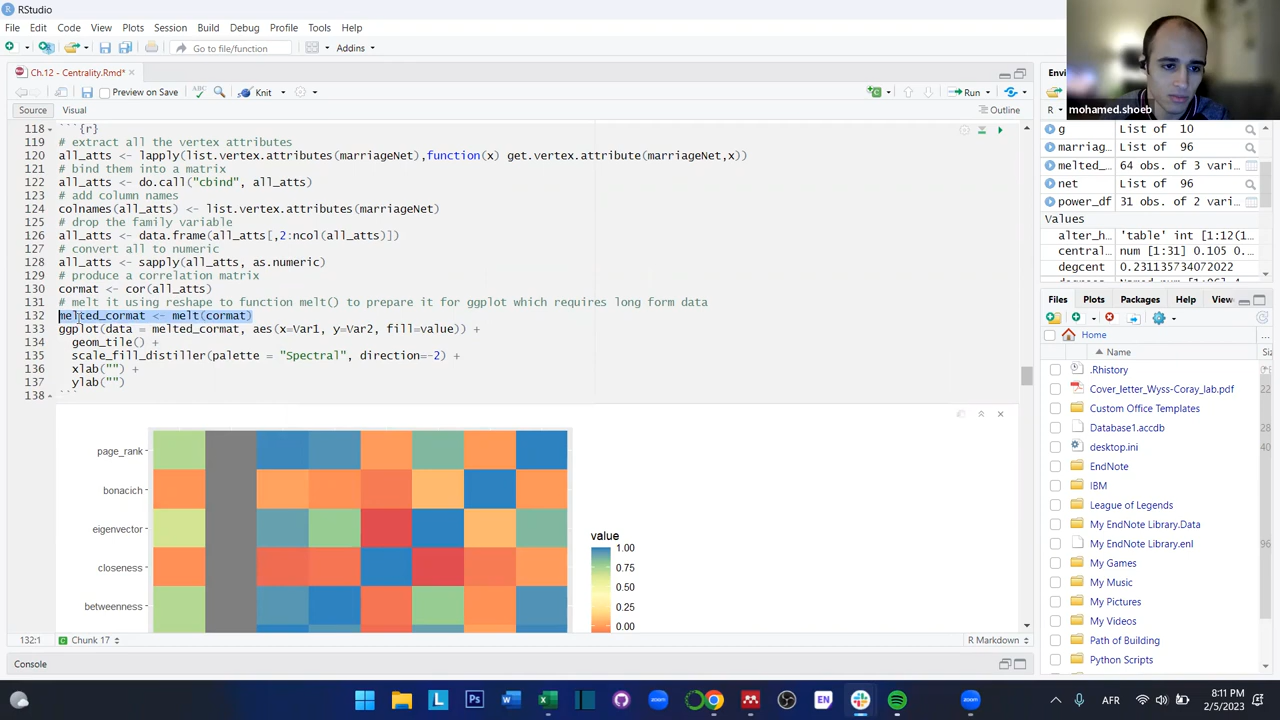 RStudio
File Edit Code View Plots Session Build Debug Profile Tools Help
Go to file/function Addins
Ch.12 - Centrality.Rmd*
Preview on Save ABC Knit Run
Source Visual Outline
118 ```{r}
119 # extract all the vertex attributes
120 all_atts <- lapply(list.vertex.attributes(marriageNet),function(x) get.vertex.attribute(marriageNet,x))
121 # bind them into a matrix
122 all_atts <- do.call("cbind", all_atts)
123 # add column names
124 colnames(all_atts) <- list.vertex.attributes(marriageNet)
125 # drop the family variable
126 all_atts <- data.frame(all_atts[,2:ncol(all_atts)])
127 # convert all to numeric
128 all_atts <- sapply(all_atts, as.numeric)
129 # produce a correlation matrix
130 cormat <- cor(all_atts)
131 # melt it using reshape to function melt() to prepare it for ggplot which requires long form data
132 melted_cormat <- melt(cormat)
133 ggplot(data = melted_cormat, aes(x=Var1, y=Var2, fill=value)) +
134 geom_tile() +
135 scale_fill_distiller(palette = "Spectral", direction=-2) +
136 xlab("") +
137 ylab("")
138 ```
page_rank
bonacich
eigenvector
closeness
betweenness
value
1.00
0.75
0.50
0.25
0.00
132:1 Chunk 17 R Markdown
Console
mohamed.shoeb
R
g List of 10
marriag… List of 96
melted_… 64 obs. of 3 vari…
net List of 96
power_df 31 obs. of 2 vari…
Values
alter_h… 'table' int [1:12(1…
central… num [1:31] 0.105 0.…
degcent 0.231135734072022
Files Plots Packages Help View
Home
Name
.Rhistory
Cover_letter_Wyss-Coray_lab.pdf 22
Custom Office Templates
Database1.accdb 28
desktop.ini 40
EndNote
IBM
League of Legends
My EndNote Library.Data
My EndNote Library.enl 96
My Games
My Music
My Pictures
My Videos
Path of Building
Python Scripts
AFR 8:11 PM
2/5/2023